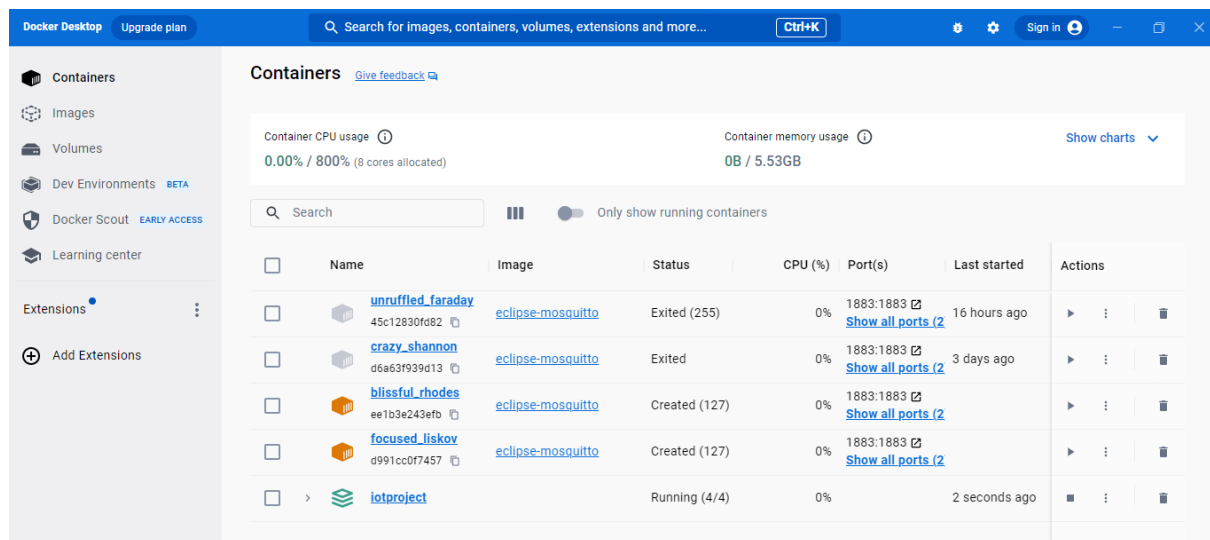 Docker Desktop Upgrade plan Search for images, containers, volumes, extensions and more... Ctrl+K Sign in
Containers
Images
Volumes
Dev Environments BETA
Docker Scout EARLY ACCESS
Learning center
Extensions
Add Extensions
Containers Give feedback
Container CPU usage
0.00% / 800% (8 cores allocated)
Container memory usage
0B / 5.53GB
Show charts
Search
Only show running containers
Name Image Status CPU (%) Port(s) Last started Actions
unruffled_faraday
45c12830fd82
eclipse-mosquitto Exited (255) 0%
1883:1883
Show all ports (2
16 hours ago
crazy_shannon
d6a63f939d13
eclipse-mosquitto Exited 0%
1883:1883
Show all ports (2
3 days ago
blissful_rhodes
ee1b3e243efb
eclipse-mosquitto Created (127) 0%
1883:1883
Show all ports (2
focused_liskov
d991cc0f7457
eclipse-mosquitto Created (127) 0%
1883:1883
Show all ports (2
iotproject Running (4/4) 0% 2 seconds ago